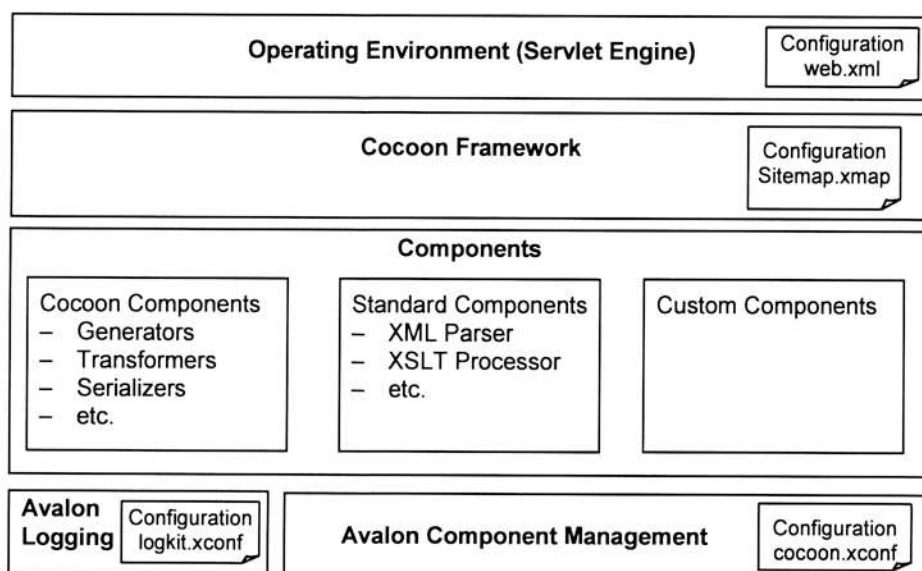 Operating Environment (Servlet Engine)
Configuration
web.xml
Cocoon Framework
Configuration
Sitemap.xmap
Components
Cocoon Components
– Generators
– Transformers
– Serializers
– etc.
Standard Components
– XML Parser
– XSLT Processor
– etc.
Custom Components
Avalon
Logging
Configuration
logkit.xconf
Avalon Component Management
Configuration
cocoon.xconf